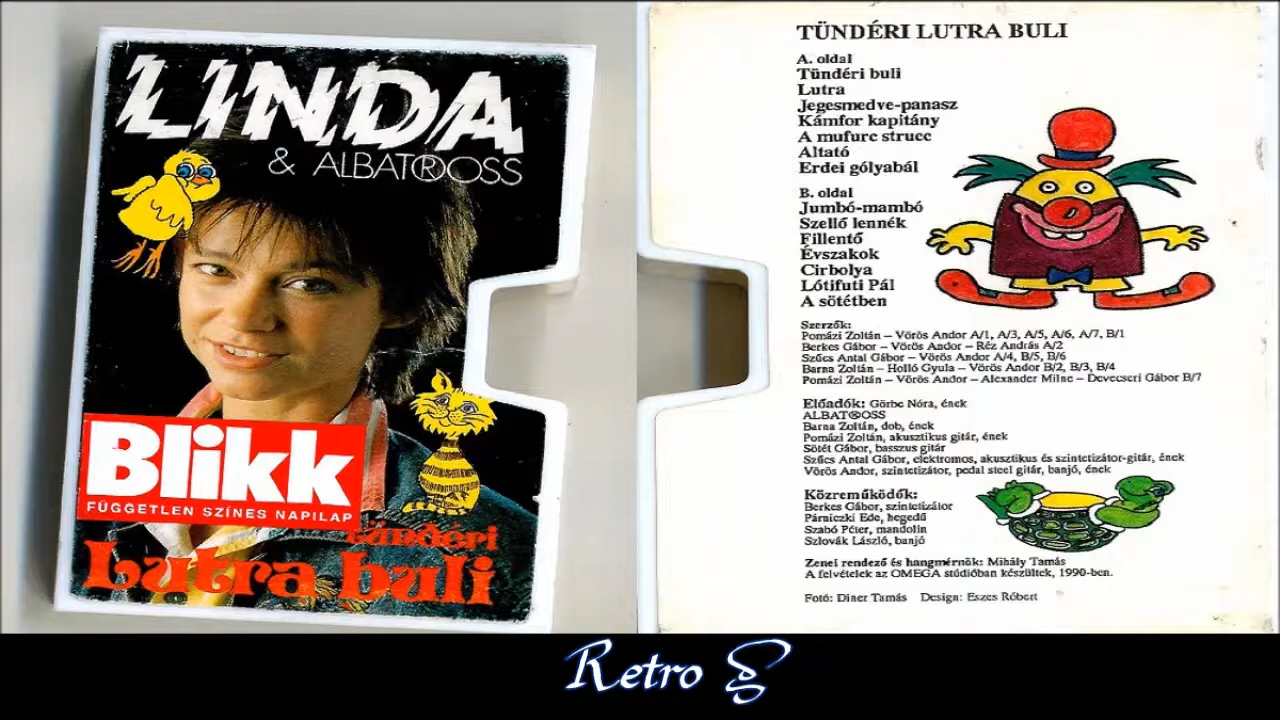 LINDA
& ALBAT®OSS
Blikk
FÜGGETLEN SZÍNES NAPILAP
tündéri
Lutra buli
TÜNDÉRI LUTRA BULI
A. oldal
Tündéri buli
Lutra
Jegesmedve-panasz
Kámfor kapitány
A mufurc strucc
Altató
Erdei gólyabál
B. oldal
Jumbó-mambó
Szellő lennék
Fillentő
Évszakok
Cirbolya
Lótifuti Pál
A sötétben
Szerzők:
Pomázi Zoltán – Vörös Andor A/1, A/3, A/5, A/6, A/7, B/1
Berkes Gábor – Vörös Andor – Réz András A/2
Szűcs Antal Gábor – Vörös Andor A/4, B/5, B/6
Barna Zoltán – Holló Gyula – Vörös Andor B/2, B/3, B/4
Pomázi Zoltán – Vörös Andor – Alexander Milne – Devecseri Gábor B/7
Előadók: Görbe Nóra, ének
ALBAT®OSS
Barna Zoltán, dob, ének
Pomázi Zoltán, akusztikus gitár, ének
Sötét Gábor, basszus gitár
Szűcs Antal Gábor, elektromos, akusztikus és szintetizátor-gitár, ének
Vörös Andor, szintetizátor, pedal steel gitár, banjó, ének
Közreműködők:
Berkes Gábor, szintetizátor
Párniczki Ede, hegedű
Szabó Péter, mandolin
Szlovák László, banjó
Zenei rendező és hangmérnök: Mihály Tamás
A felvételek az OMEGA stúdióban készültek, 1990-ben.
Fotó: Diner Tamás Design: Eszes Róbert
Retro G